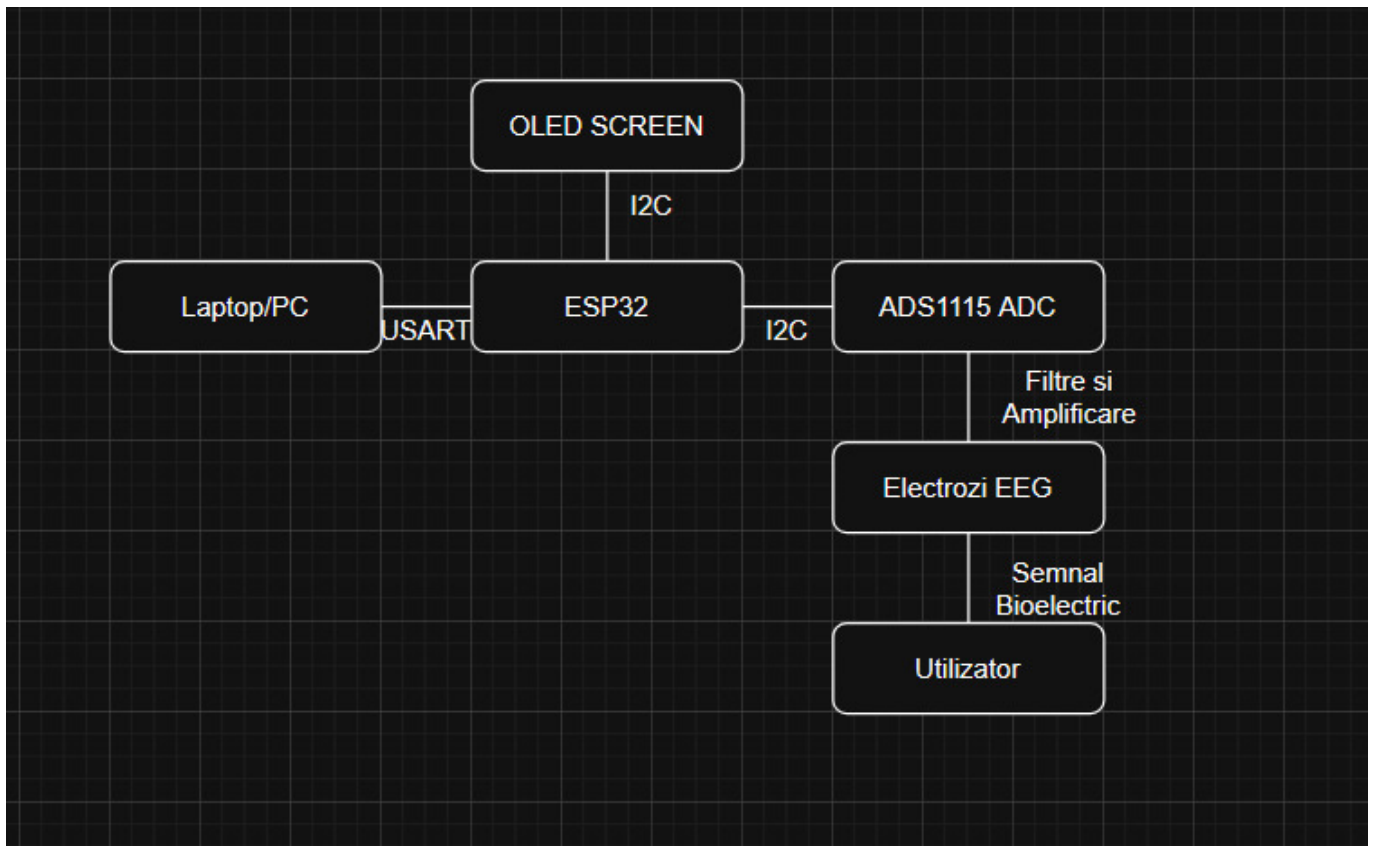 OLED SCREEN
I2C
Laptop/PC
USART
ESP32
I2C
ADS1115 ADC
Filtre si
Amplificare
Electrozi EEG
Semnal
Bioelectric
Utilizator